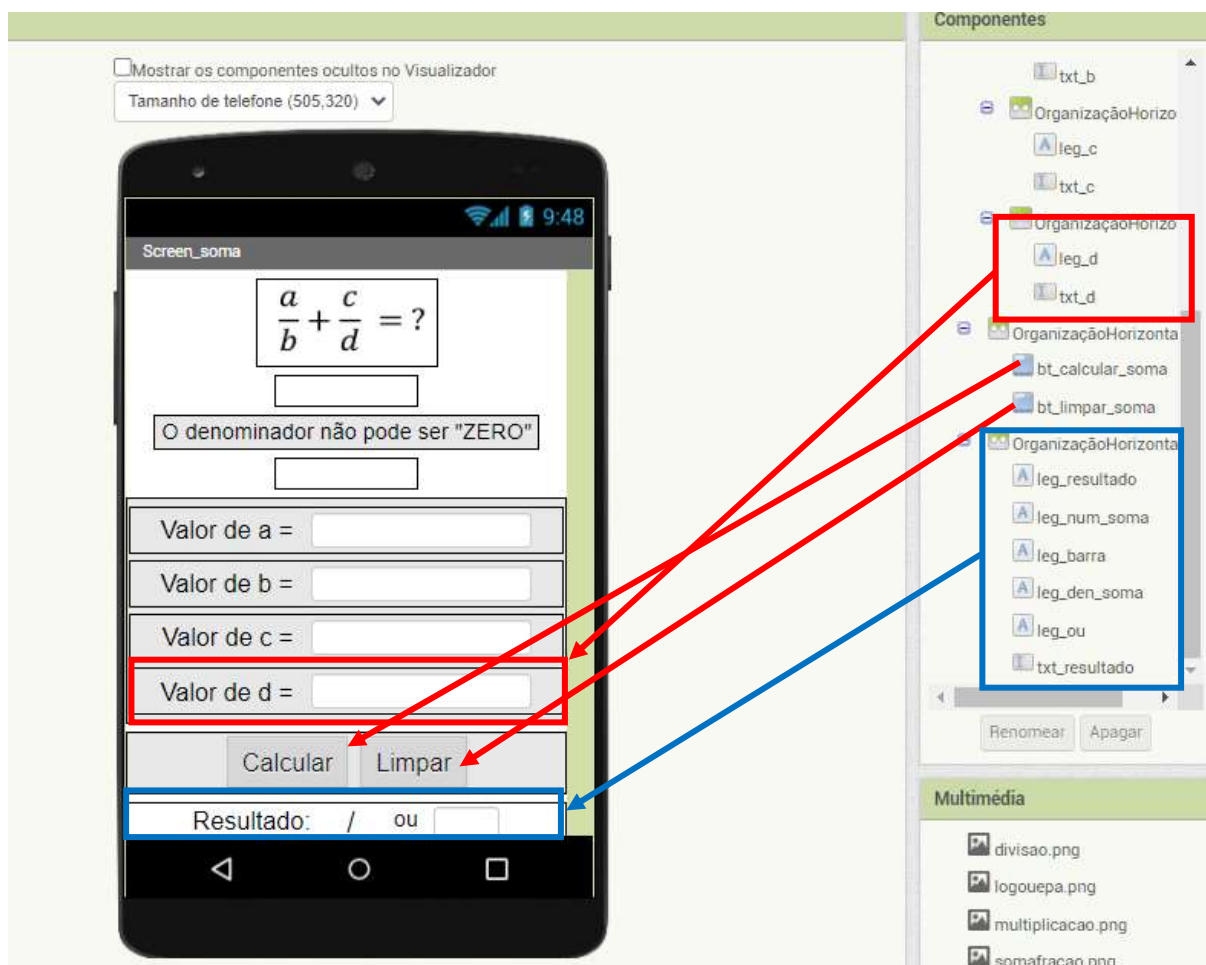 Componentes
Mostrar os componentes ocultos no Visualizador
Tamanho de telefone (505,320)
9:48
Screen_soma
a/b + c/d = ?
O denominador não pode ser "ZERO"
Valor de a =
Valor de b =
Valor de c =
Valor de d =
Calcular Limpar
Resultado: / ou
txt_b
OrganizaçãoHorizo
leg_c
txt_c
OrganizaçãoHorizo
leg_d
txt_d
OrganizaçãoHorizonta
bt_calcular_soma
bt_limpar_soma
OrganizaçãoHorizonta
leg_resultado
leg_num_soma
leg_barra
leg_den_soma
leg_ou
txt_resultado
Renomear Apagar
Multimédia
divisao.png
logouepa.png
multiplicacao.png
somafracao.png